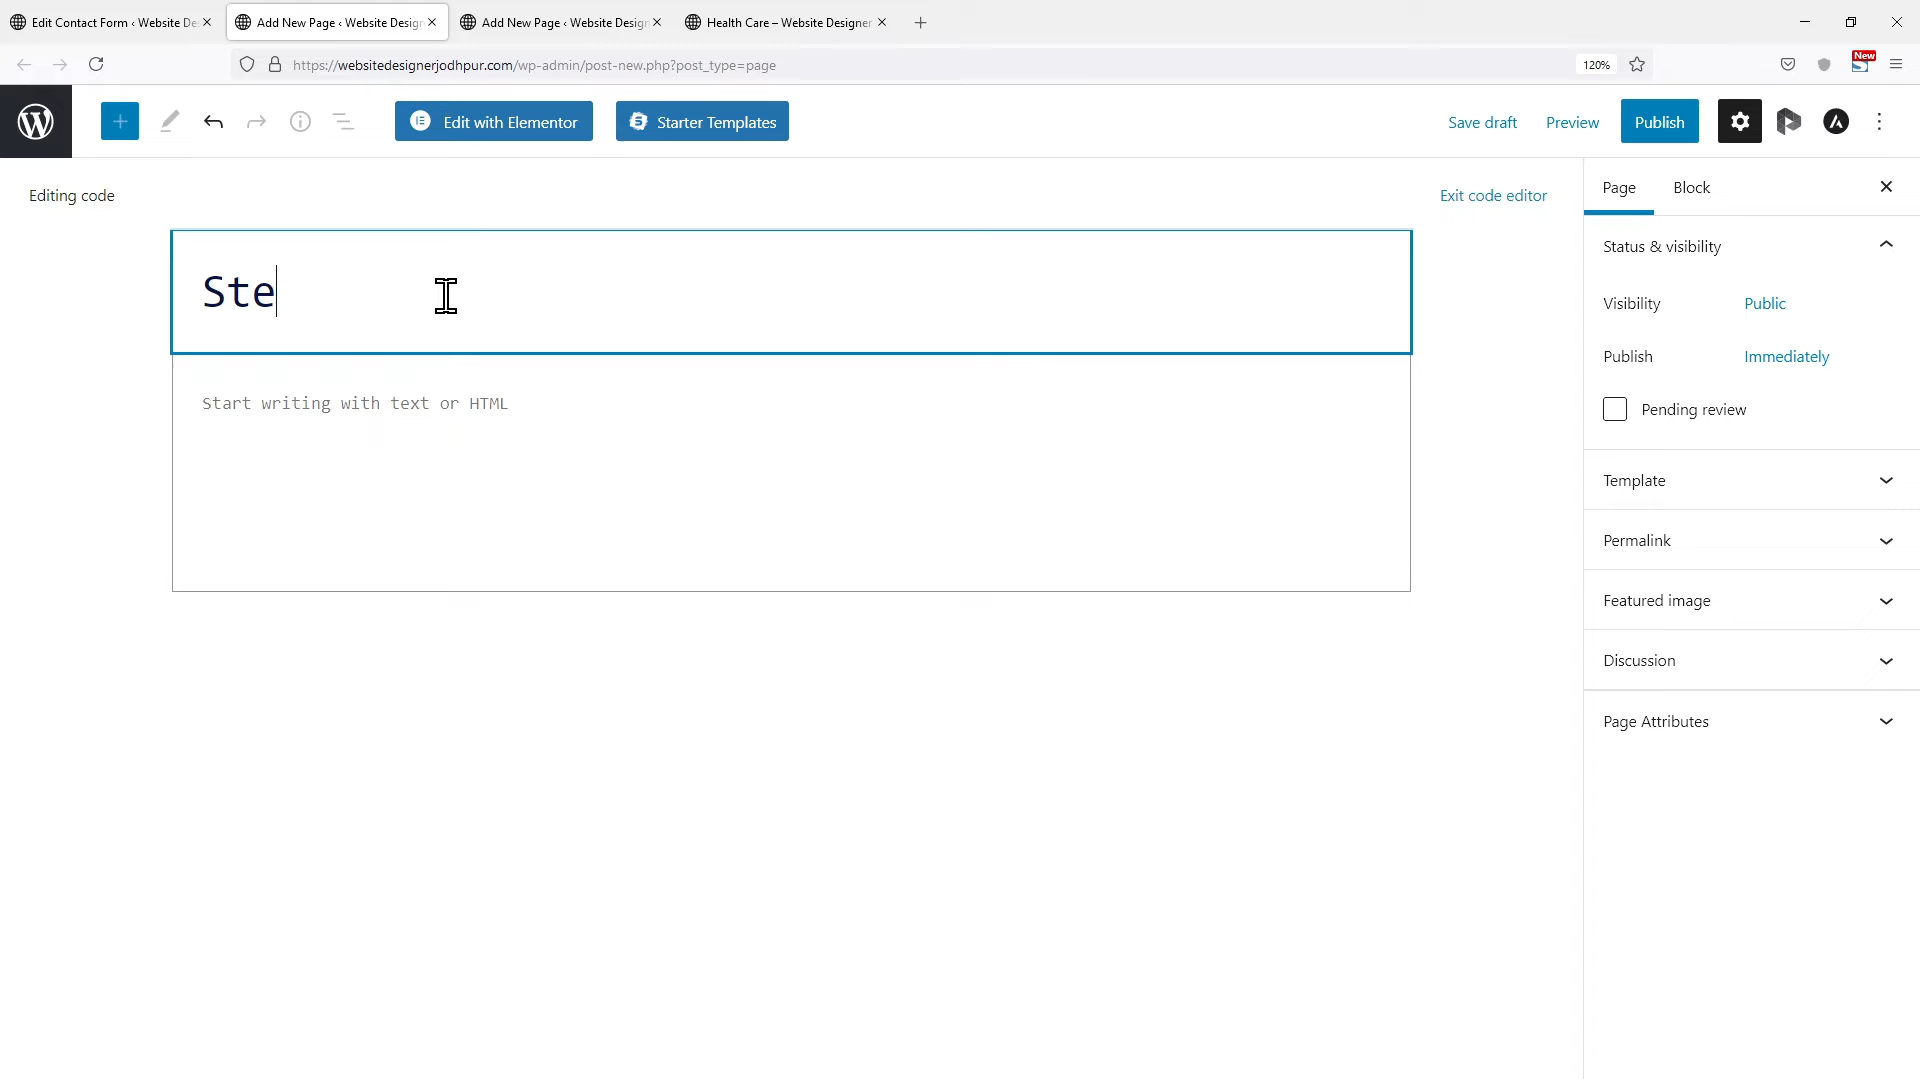 Edit Contact Form ‹ Website De
Add New Page ‹ Website Design
Add New Page ‹ Website Design
Health Care – Website Designer
https://websitedesignerjodhpur.com/wp-admin/post-new.php?post_type=page
120%
New
Edit with Elementor
Starter Templates
Save draft
Preview
Publish
Editing code
Exit code editor
Ste
Start writing with text or HTML
Page
Block
Status & visibility
Visibility
Public
Publish
Immediately
Pending review
Template
Permalink
Featured image
Discussion
Page Attributes